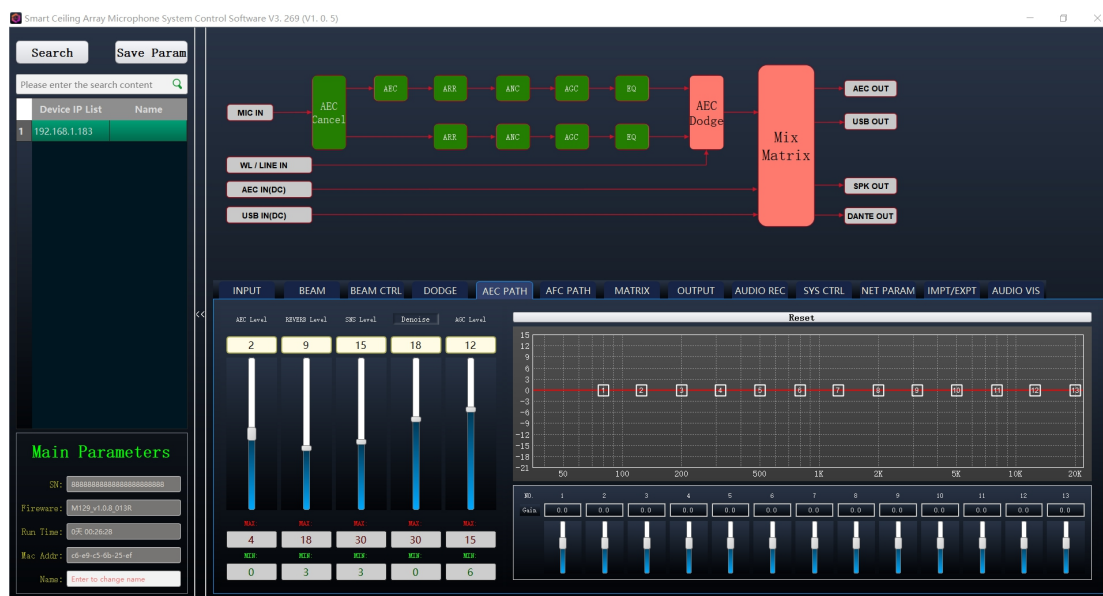 Smart Ceiling Array Microphone System Control Software V3. 269 (V1. 0. 5)
Search Save Param
Please enter the search content
Device IP List Name
1 192.168.1.183
Main Parameters
SN: 8888888888888888888888888
Fireware: M129_v1.0.8_013R
Run Time: 0天 00:26:28
Mac Addr: c6-e9-c5-6b-25-ef
Name: Enter to change name
<<
MIC IN
AEC Cancel
AEC ARR ANC AGC EQ
ARR ANC AGC EQ
AEC Dodge
Mix Matrix
WL / LINE IN
AEC IN(DC)
USB IN(DC)
AEC OUT
USB OUT
SPK OUT
DANTE OUT
INPUT BEAM BEAM CTRL DODGE AEC PATH AFC PATH MATRIX OUTPUT AUDIO REC SYS CTRL NET PARAM IMPT/EXPT AUDIO VIS
AEC Level REVERB Level SNS Level Denoise AGC Level
2 9 15 18 12
MAX MAX MAX MAX MAX
4 18 30 30 15
MIN: MIN: MIN: MIN: MIN:
0 3 3 0 6
Reset
15
12
9
6
3
0
-3
-6
-9
-12
-15
-18
-21
1 2 3 4 5 6 7 8 9 10 11 12 13
50 100 200 500 1K 2K 5K 10K 20K
NO. 1 2 3 4 5 6 7 8 9 10 11 12 13
Gain 0.0 0.0 0.0 0.0 0.0 0.0 0.0 0.0 0.0 0.0 0.0 0.0 0.0